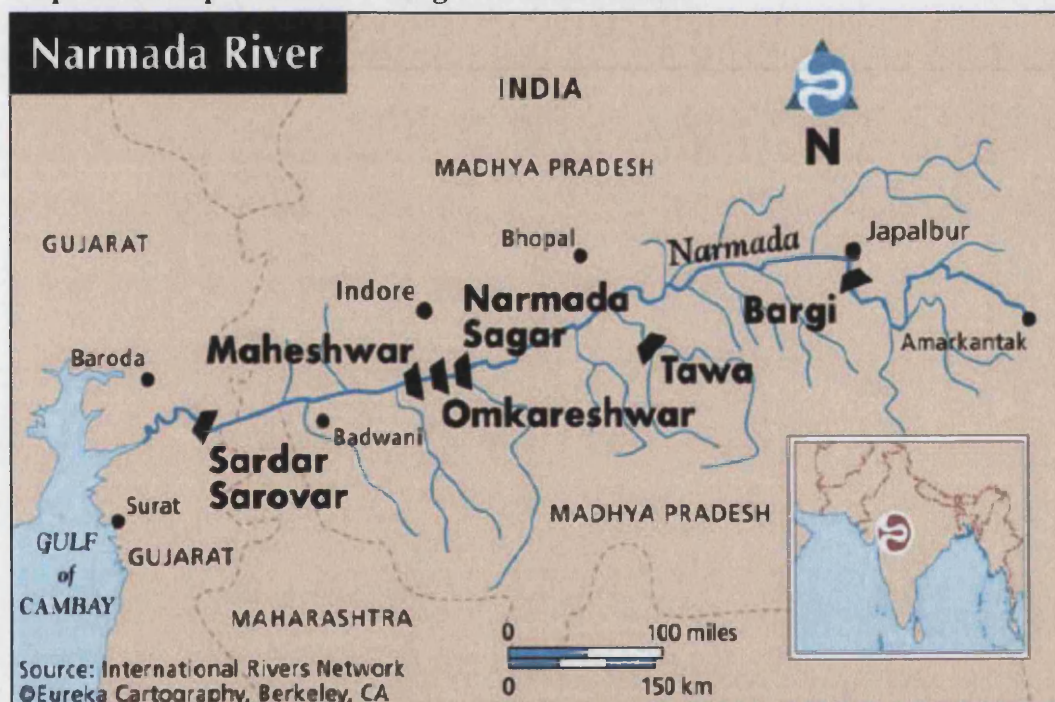 Narmada River
INDIA
N
MADHYA PRADESH
GUJARAT
Bhopal
Narmada
Japalbur
Indore
Narmada
Sagar
Bargi
Amarkantak
Maheshwar
Baroda
Tawa
Omkareshwar
Badwani
Sardar
Sarovar
Surat
MADHYA PRADESH
GULF
of
CAMBAY
GUJARAT
MAHARASHTRA
0 100 miles
0 150 km
Source: International Rivers Network
©Eureka Cartography, Berkeley, CA